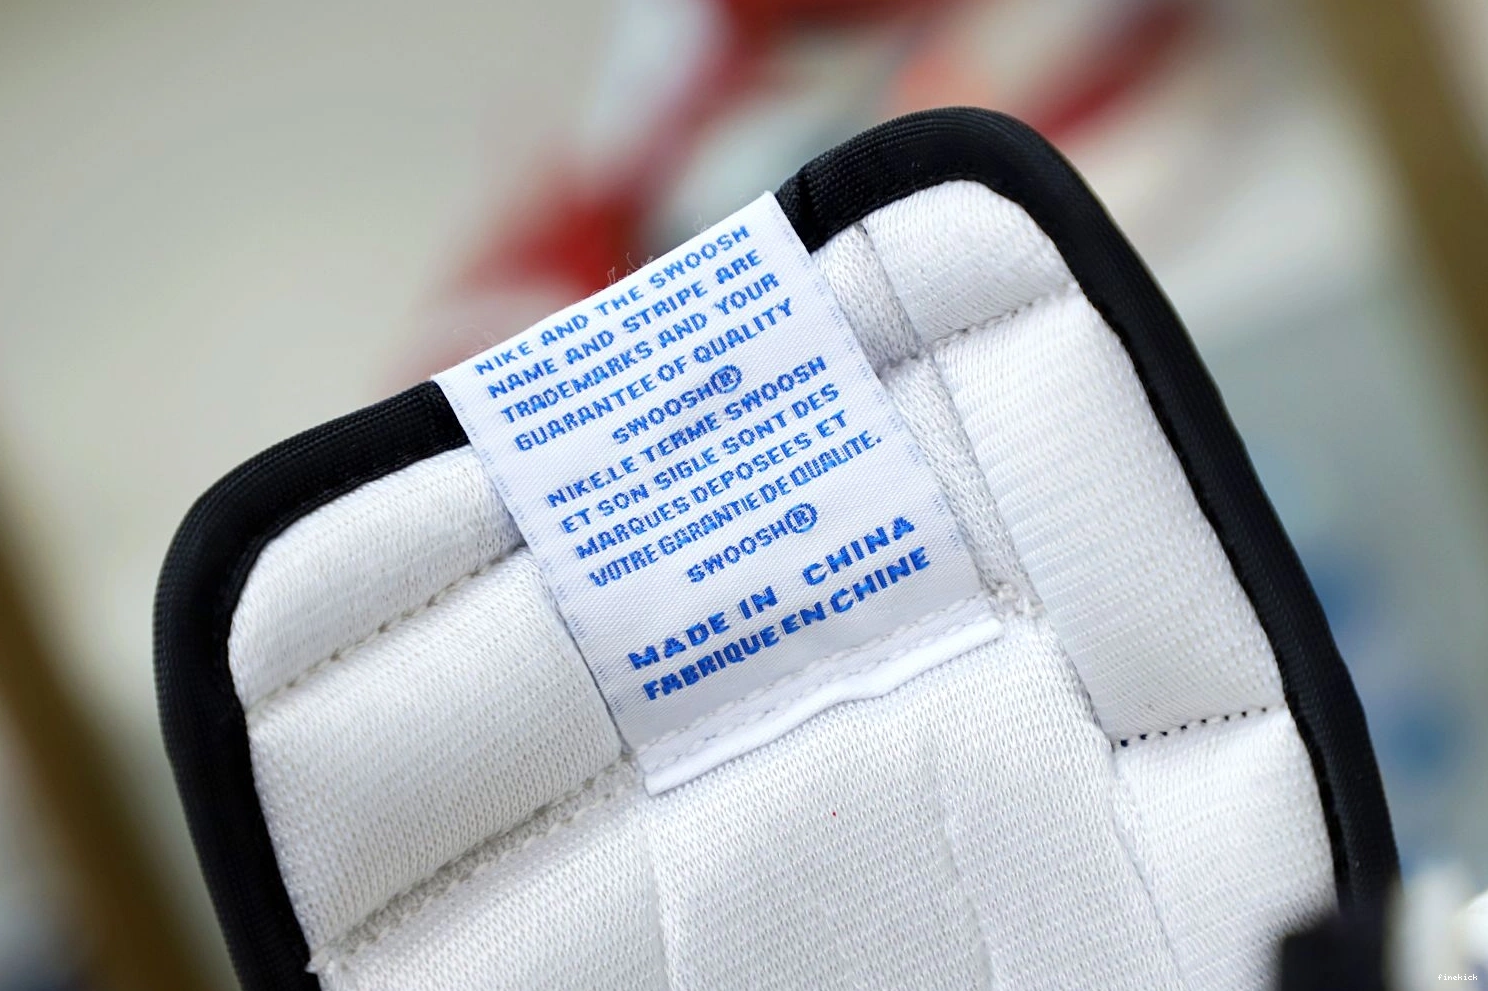 NIKE AND THE SWOOSH
NAME AND STRIPE ARE
TRADEMARKS AND YOUR
GUARANTEE OF QUALITY
SWOOSH®
NIKE.LE TERME SWOOSH
ET SON SIGLE SONT DES
MARQUES DEPOSEES ET
VOTRE GARANTIE DE QUALITE.
SWOOSH®
MADE IN CHINA
FABRIQUE EN CHINE
finekick